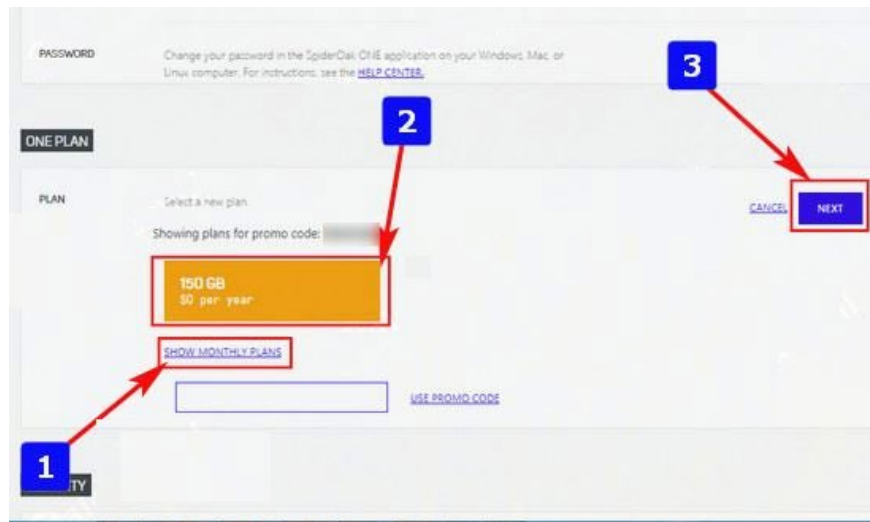 PASSWORD
Change your password in the SpiderOak ONE application on your Windows, Mac, or
Linux computer. For instructions, see the HELP CENTER.
3
2
ONE PLAN
PLAN
Select a new plan
CANCEL
NEXT
Showing plans for promo code:
150 GB
$0 per year
SHOW MONTHLY PLANS
USE PROMO CODE
1
TY